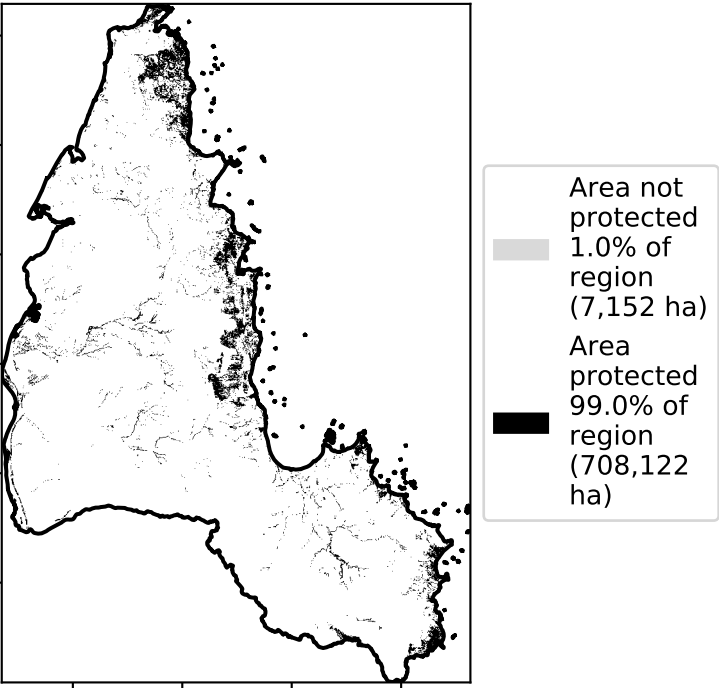 Area not
protected
1.0% of
region
(7,152 ha)
Area
protected
99.0% of
region
(708,122
ha)